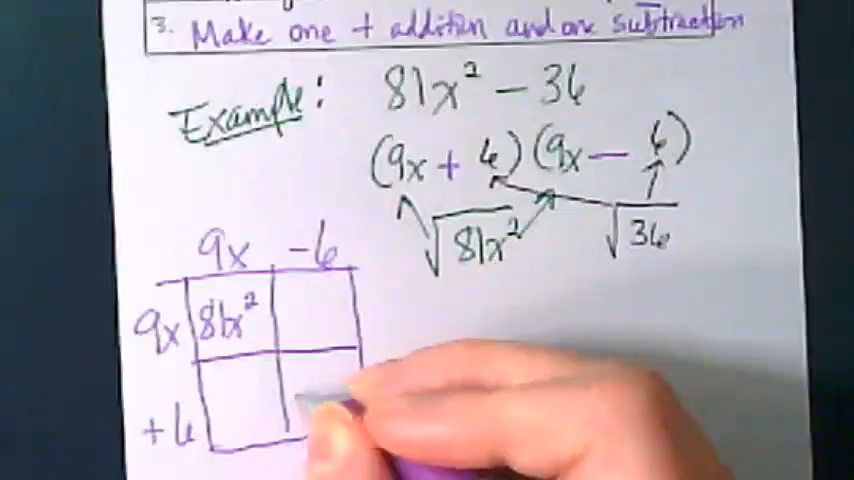 3. Make one + addition and one subtraction
Example: 81x² - 36
(9x + 6)(9x - 6)
√81x² √36
9x -6
9x 81x²
+6